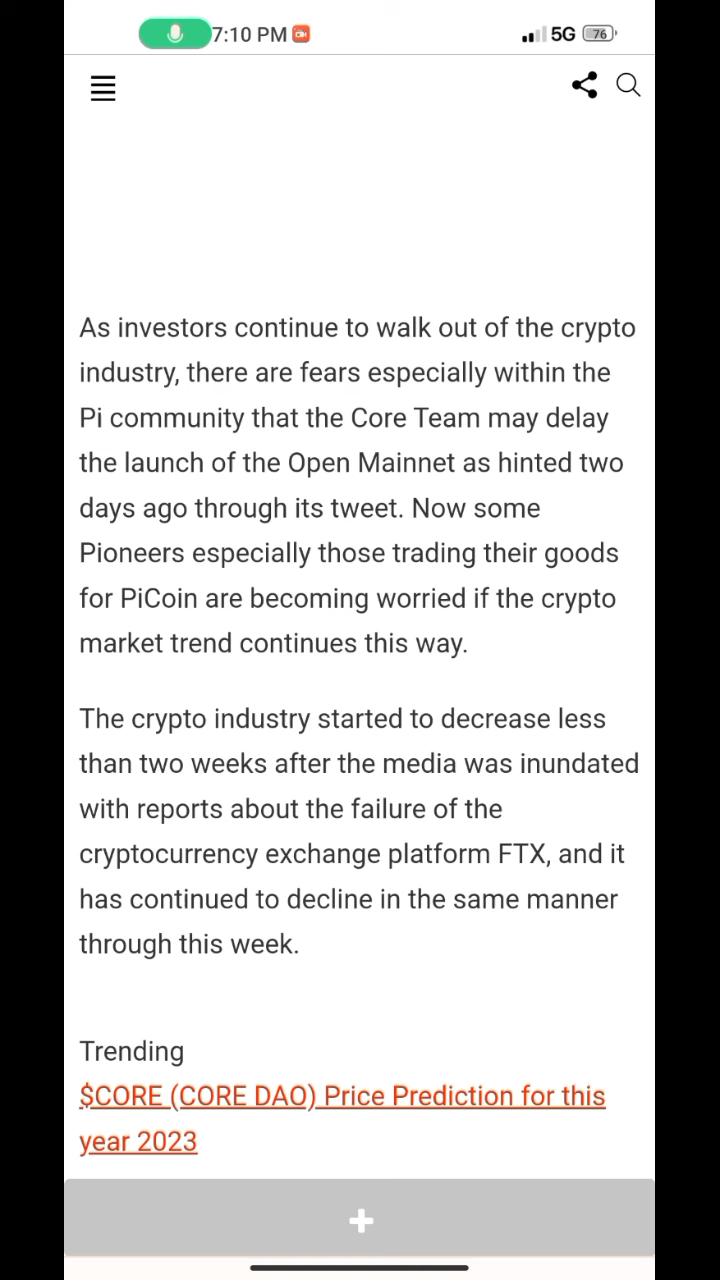 7:10 PM
5G 76
As investors continue to walk out of the crypto
industry, there are fears especially within the
Pi community that the Core Team may delay
the launch of the Open Mainnet as hinted two
days ago through its tweet. Now some
Pioneers especially those trading their goods
for PiCoin are becoming worried if the crypto
market trend continues this way.
The crypto industry started to decrease less
than two weeks after the media was inundated
with reports about the failure of the
cryptocurrency exchange platform FTX, and it
has continued to decline in the same manner
through this week.
Trending
$CORE (CORE DAO) Price Prediction for this
year 2023